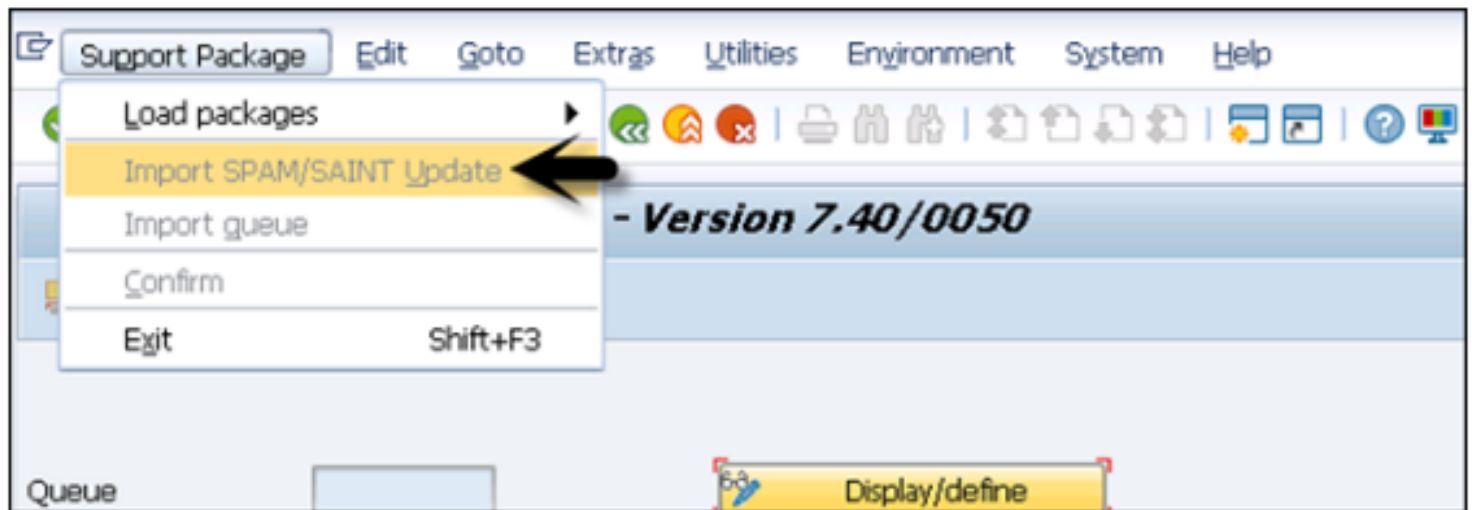 Support Package Edit Goto Extras Utilities Environment System Help
Load packages
Import SPAM/SAINT Update
Import queue
- Version 7.40/0050
Confirm
Exit Shift+F3
Queue Display/define